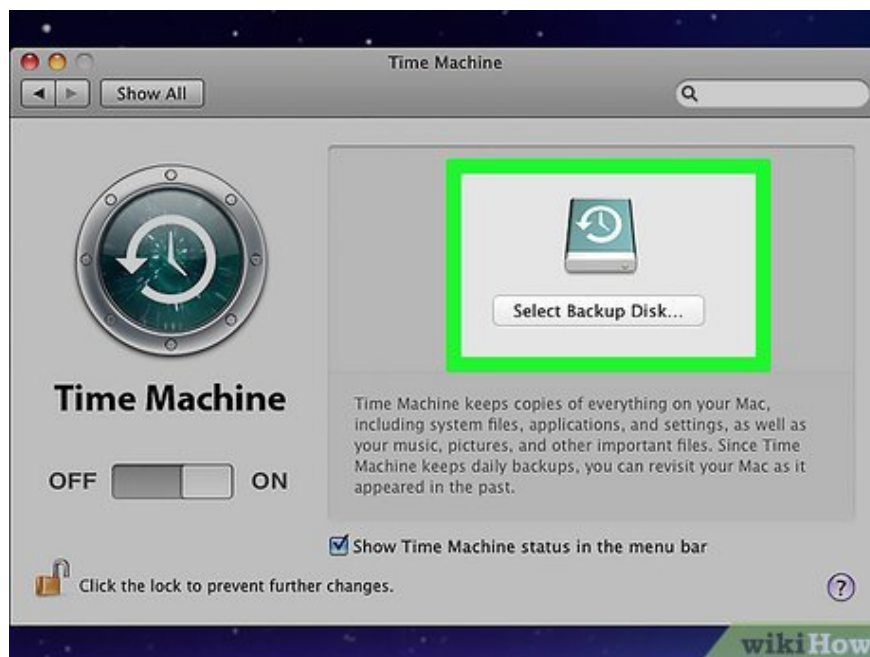 Time Machine
Show All
Select Backup Disk...
Time Machine
Time Machine keeps copies of everything on your Mac,
including system files, applications, and settings, as well as
your music, pictures, and other important files. Since Time
Machine keeps daily backups, you can revisit your Mac as it
appeared in the past.
OFF ON
Show Time Machine status in the menu bar
Click the lock to prevent further changes.
?
wikiHow